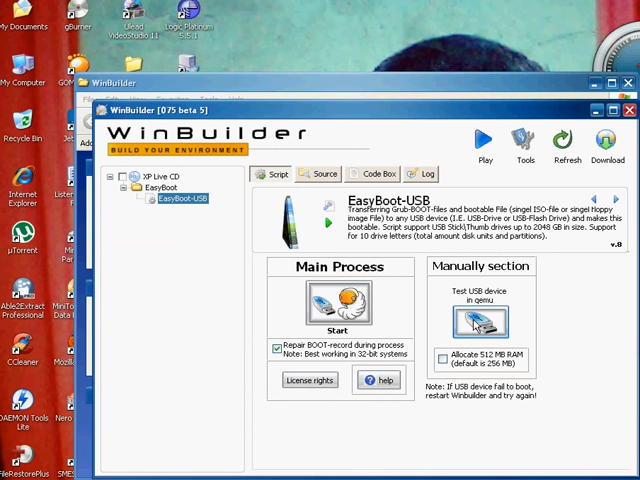 My Documents
gBurner
Ulead
VideoStudio 11
Logic Platinum
5.5.1
My Computer
GOM
WinBuilder
WinBuilder [075 beta 5]
WinBuilder
BUILD YOUR ENVIRONMENT
Play
Tools
Refresh
Download
Recycle Bin
Script
Source
Code Box
Log
XP Live CD
EasyBoot
EasyBoot-USB
EasyBoot-USB
Transferring Grub-BOOT-files and bootable File (singel ISO-file or singel floppy
image File) to any USB device (I.E. USB-Drive or USB-Flash Drive) and makes this
bootable. Script support USB Stick\Thumb drives up to 2048 GB in size. Support
for 10 drive letters (total amount disk units and partitions).
v.8
Internet
Explorer
µTorrent
Main Process
Start
Repair BOOT-record during process
Note: Best working in 32-bit systems
License rights
help
Manually section
Test USB device
in qemu
Allocate 512 MB RAM
(default is 256 MB)
Note: If USB device fail to boot,
restart Winbuilder and try again!
Able2Extract
Professional
MiniTo
Data
CCleaner
Mozilla
DAEMON Tools
Lite
Nero
FileRestorePlus
SMES